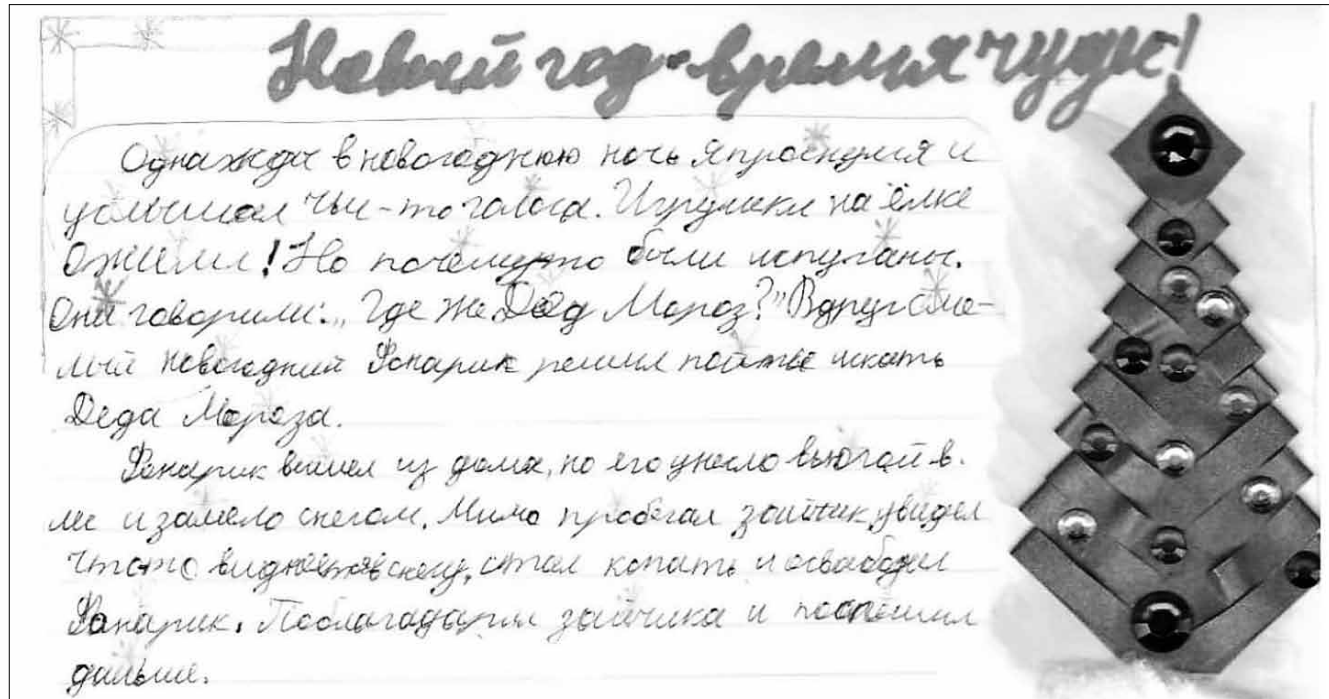 Новый год - время чудес!
Однажды в новогоднюю ночь я проснулся и
услышал чьи-то голоса. Игрушки на ёлке
ожили! Но почему-то были испуганы.
Они говорили: „Где же Дед Мороз?" Вдруг сме-
лый новогодний Фонарик решил пойти искать
Деда Мороза.
Фонарик вышел из дома, но его унесло вьюгой в
и замело снегом. Мимо пробегал зайчик увидел
что то виднеется в снегу, стал копать и освободил
Фонарик. Поблагодарил зайчика и поспешил
дальше.